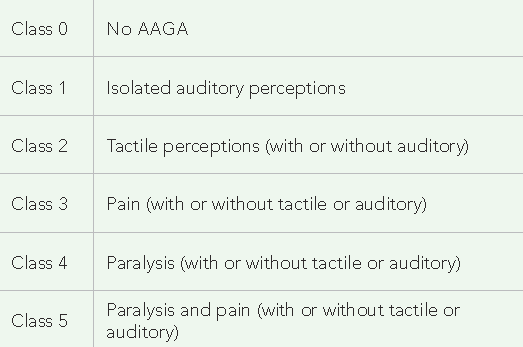 Class 0 No AAGA
Class 1 Isolated auditory perceptions
Class 2 Tactile perceptions (with or without auditory)
Class 3 Pain (with or without tactile or auditory)
Class 4 Paralysis (with or without tactile or auditory)
Class 5 Paralysis and pain (with or without tactile or
auditory)